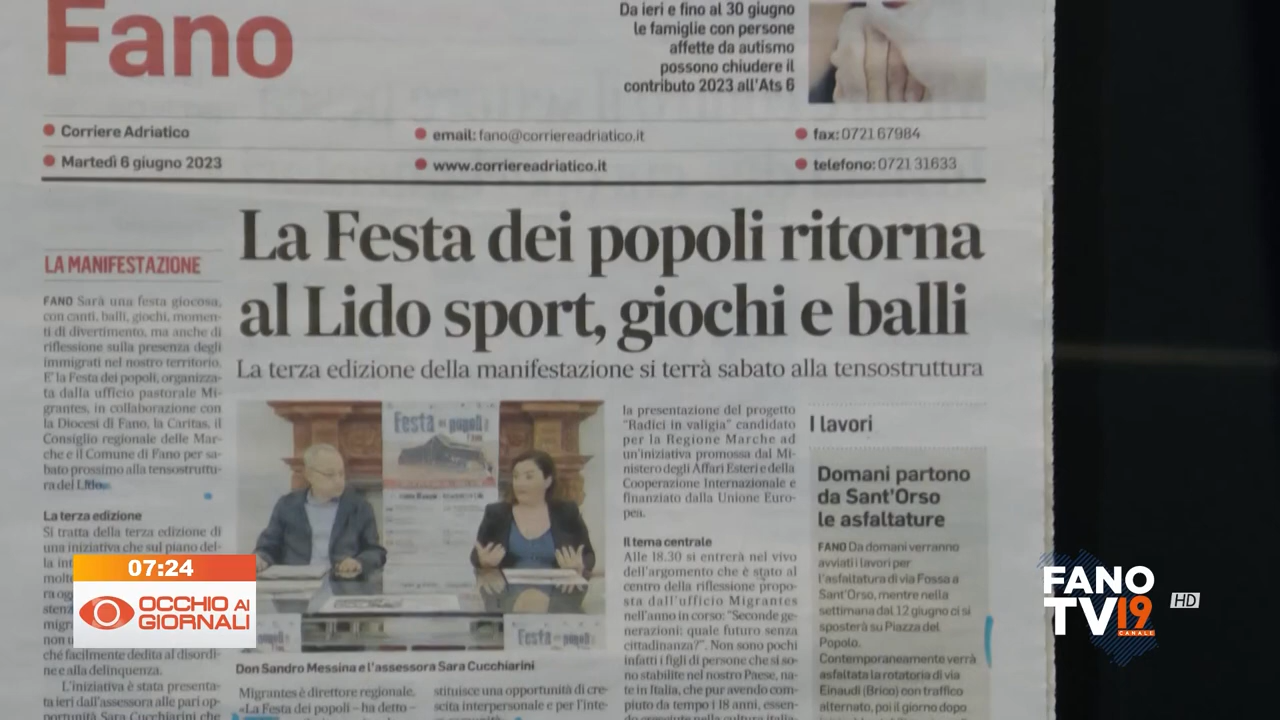 Fano
Da ieri e fino al 30 giugno
le famiglie con persone
affette da autismo
possono chiudere il
contributo 2023 all'Ats 6
Corriere Adriatico
email: fano@corriereadriatico.it
fax: 0721 67984
Martedì 6 giugno 2023
www.corriereadriatico.it
telefono: 0721 31633
La Festa dei popoli ritorna
al Lido sport, giochi e balli
La terza edizione della manifestazione si terrà sabato alla tensostruttura
LA MANIFESTAZIONE
FANO Sarà una festa giocosa,
con canti, balli, giochi, momen-
ti di divertimento, ma anche di
riflessione sulla presenza degli
immigrati nel nostro territorio.
E' la Festa dei popoli, organizza-
ta dalla ufficio pastorale Mi-
grantes, in collaborazione con
la Diocesi di Fano, la Caritas, il
Consiglio regionale delle Mar-
che e il Comune di Fano per sa-
bato prossimo alla tensostruttu-
ra del Lido.
La terza edizione
Si tratta della terza edizione di
una iniziativa che sul piano del-
la
molt
ra
sten
migr
non
ché facilmente dedita al disordi-
ne e alla delinquenza.
L'iniziativa è stata presenta-
ta ieri dall'assessora alle pari op-
portunità Sara Cucchiarini che
Festa dei popoli
Festa popoli
Don Sandro Messina e l'assessora Sara Cucchiarini
Migrantes è direttore regionale.
«La Festa dei popoli – ha detto –
stituisce una opportunità di cre-
scita interpersonale e per l'inte-
la presentazione del progetto
"Radici in valigia" candidato
per la Regione Marche ad
un'iniziativa promossa dal Mi-
nistero degli Affari Esteri e della
Cooperazione Internazionale e
finanziato dalla Unione Euro-
pea.
Il tema centrale
Alle 18.30 si entrerà nel vivo
dell'argomento che è stato al
centro della riflessione propo-
sta dall'ufficio Migrantes
nell'anno in corso: "Seconde ge-
nerazioni: quale futuro senza
cittadinanza?". Non sono pochi
infatti i figli di persone che si so-
no stabilite nel nostro Paese, na-
te in Italia, che pur avendo com-
piuto da tempo i 18 anni, essen-
do cresciute nella cultura italia-
I lavori
Domani partono
da Sant'Orso
le asfaltature
FANO Da domani verranno
avviati i lavori per
l'asfaltatura di via Fossa a
Sant'Orso, mentre nella
settimana dal 12 giugno ci si
sposterà su Piazza del
Popolo.
Contemporaneamente verrà
asfaltata la rotatoria di via
Einaudi (Brico) con traffico
alternato, poi il giorno dopo
07:24
OCCHIO AI
GIORNALI
FANO
TV19
CANALE
HD